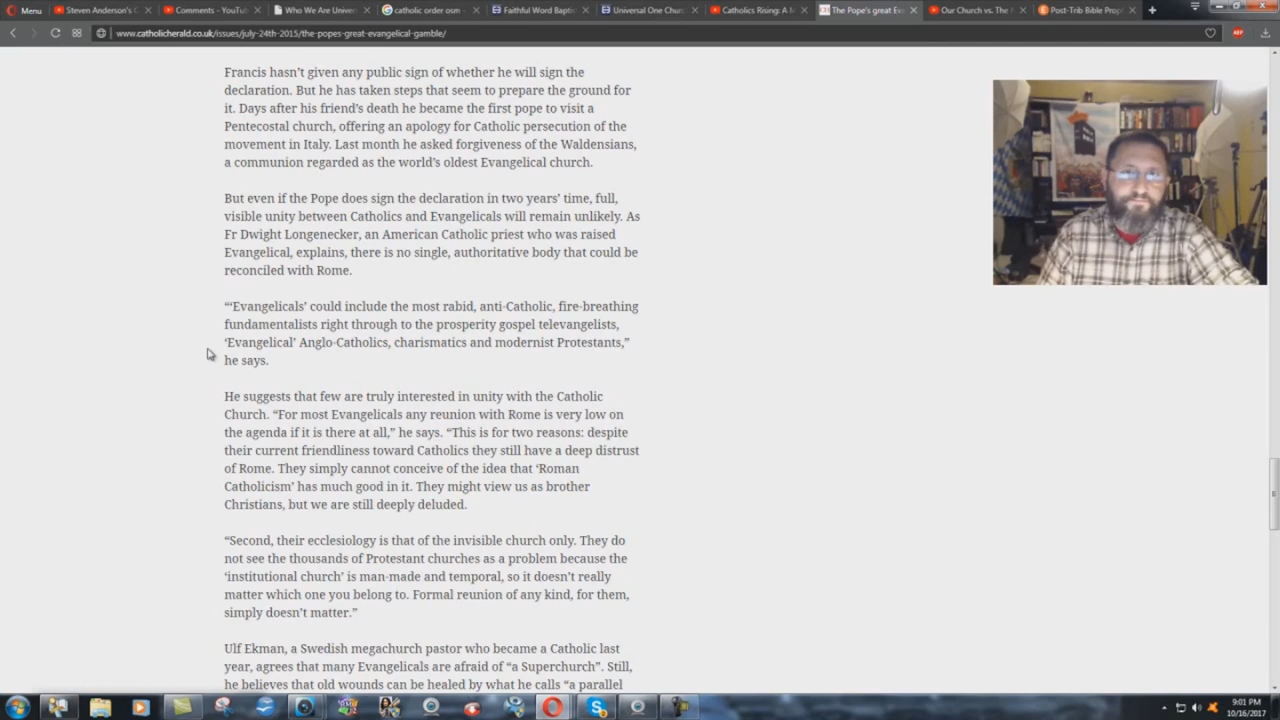 Menu
Steven Anderson's C
Comments - YouTub
Who We Are Univer
catholic order osm -
Faithful Word Baptis
Universal One Churc
Catholics Rising: A M
The Pope's great Eva
Our Church vs. The
Post-Trib Bible Prop
www.catholicherald.co.uk/issues/july-24th-2015/the-popes-great-evangelical-gamble/
Francis hasn't given any public sign of whether he will sign the
declaration. But he has taken steps that seem to prepare the ground for
it. Days after his friend's death he became the first pope to visit a
Pentecostal church, offering an apology for Catholic persecution of the
movement in Italy. Last month he asked forgiveness of the Waldensians,
a communion regarded as the world's oldest Evangelical church.
But even if the Pope does sign the declaration in two years' time, full,
visible unity between Catholics and Evangelicals will remain unlikely. As
Fr Dwight Longenecker, an American Catholic priest who was raised
Evangelical, explains, there is no single, authoritative body that could be
reconciled with Rome.
“‘Evangelicals’ could include the most rabid, anti-Catholic, fire-breathing
fundamentalists right through to the prosperity gospel televangelists,
‘Evangelical’ Anglo-Catholics, charismatics and modernist Protestants,”
he says.
He suggests that few are truly interested in unity with the Catholic
Church. “For most Evangelicals any reunion with Rome is very low on
the agenda if it is there at all,” he says. “This is for two reasons: despite
their current friendliness toward Catholics they still have a deep distrust
of Rome. They simply cannot conceive of the idea that ‘Roman
Catholicism’ has much good in it. They might view us as brother
Christians, but we are still deeply deluded.
“Second, their ecclesiology is that of the invisible church only. They do
not see the thousands of Protestant churches as a problem because the
‘institutional church’ is man-made and temporal, so it doesn't really
matter which one you belong to. Formal reunion of any kind, for them,
simply doesn't matter.”
Ulf Ekman, a Swedish megachurch pastor who became a Catholic last
year, agrees that many Evangelicals are afraid of “a Superchurch”. Still,
he believes that old wounds can be healed by what he calls “a parallel
9:01 PM
10/16/2017